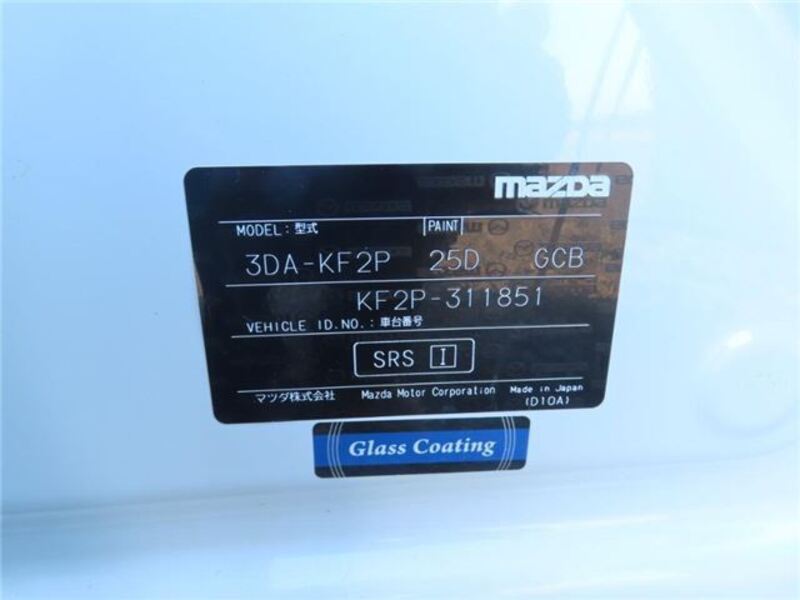 mazda
MODEL:型式 PAINT
3DA-KF2P 25D GCB
KF2P-311851
VEHICLE ID.NO.:車台番号
SRS I
マツダ株式会社 Mazda Motor Corporation Made in Japan
(D10A)
Glass Coating